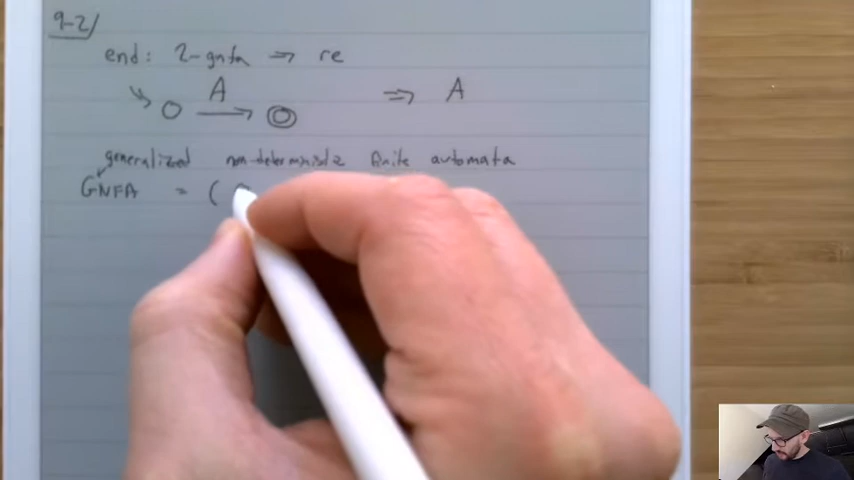 9-2/
end: 2-gnfa => re
A => A
generalized non-deterministic finite automata
GNFA = (